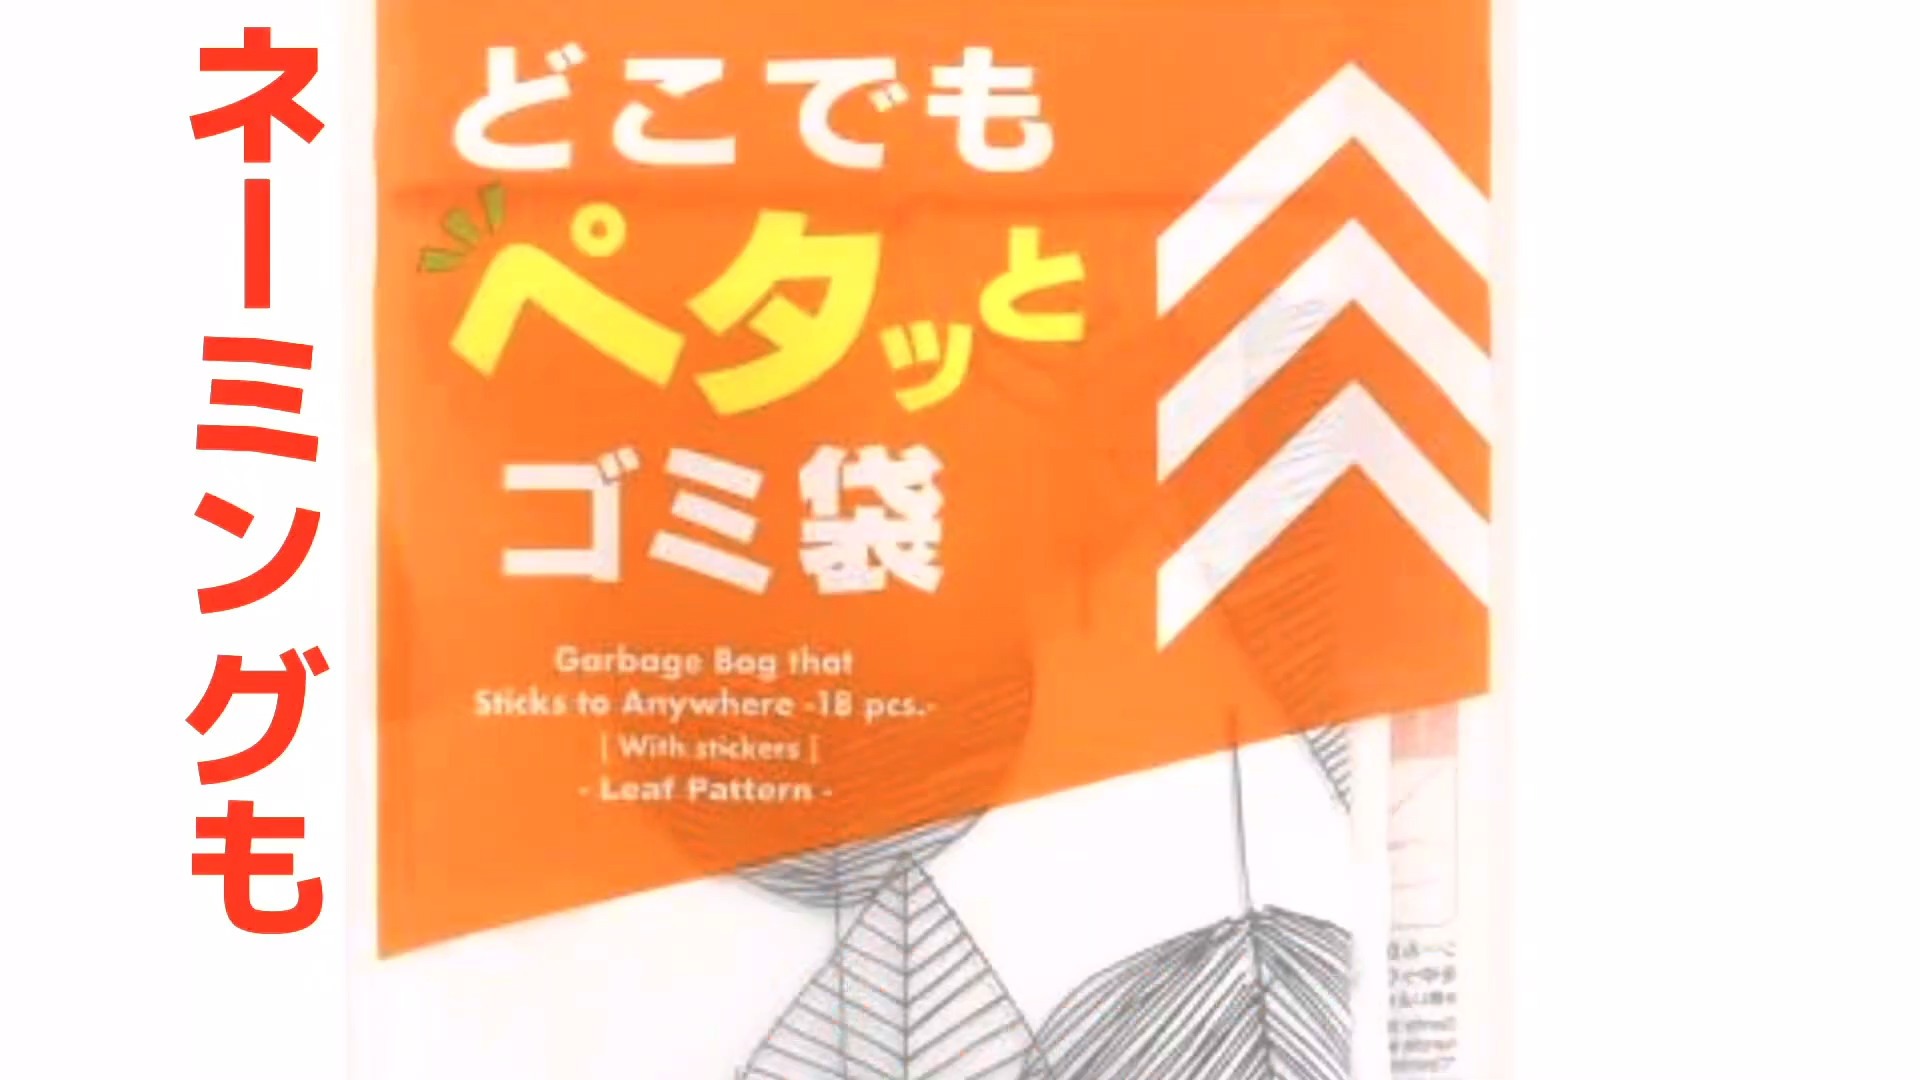 ネーミングも
どこでも
ペタッと
ゴミ袋
Garbage Bag that
Sticks to Anywhere -18 pcs.-
| With stickers |
- Leaf Pattern -